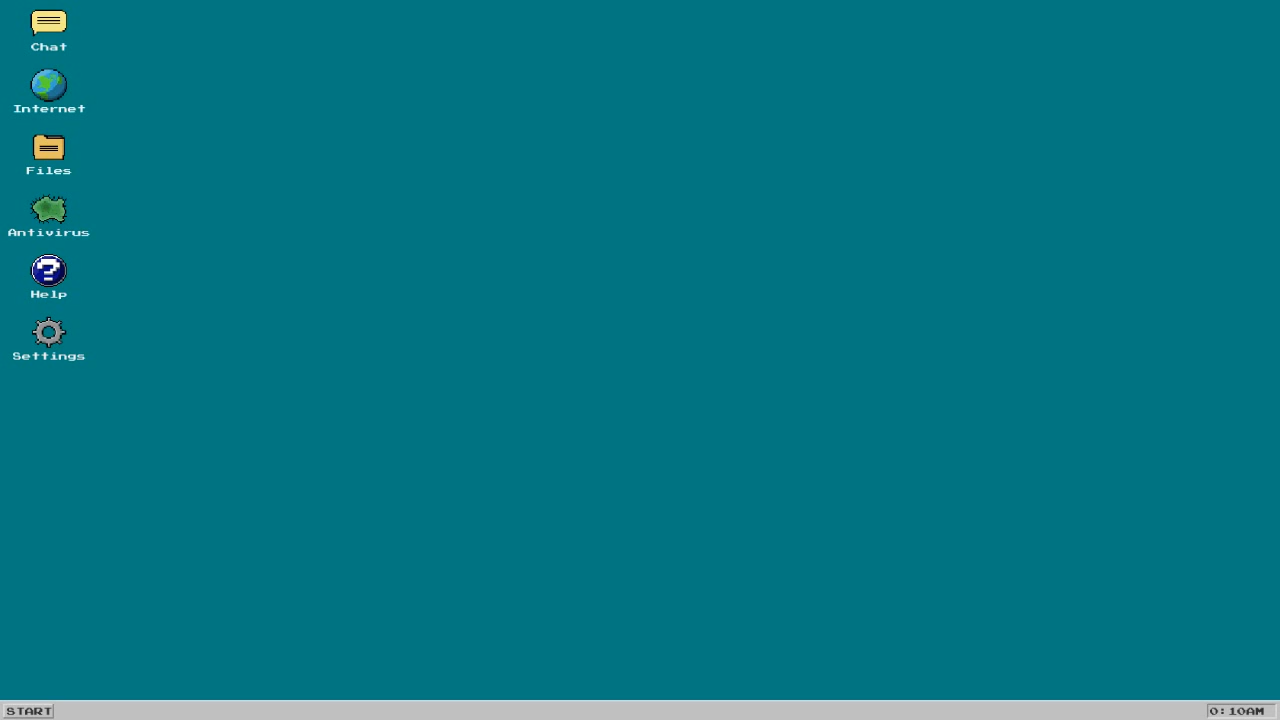 Chat
Internet
Files
Antivirus
Help
Settings
START
0:10AM